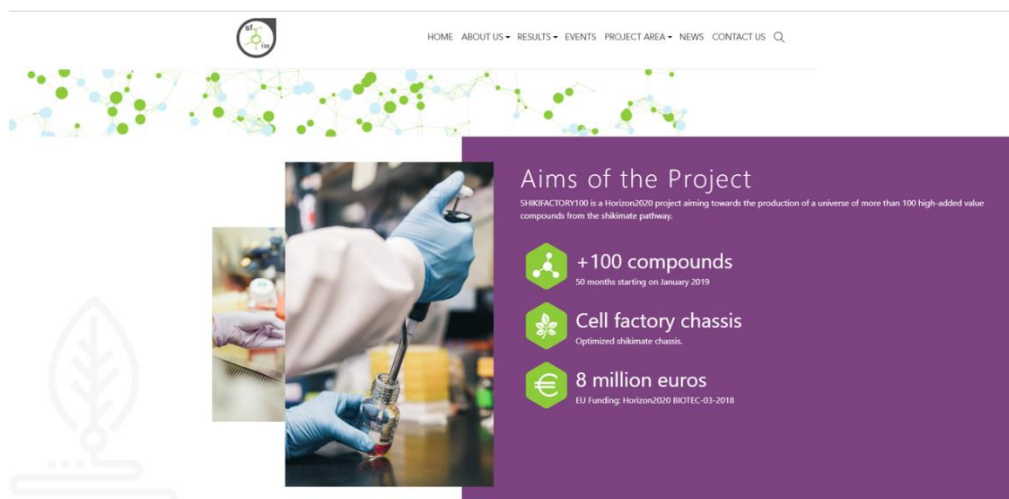 sf
100
HOME ABOUT US RESULTS EVENTS PROJECT AREA NEWS CONTACT US
Aims of the Project
SHIKIFACTORY100 is a Horizon2020 project aiming towards the production of a universe of more than 100 high-added value
compounds from the shikimate pathway.
+100 compounds
50 months starting on January 2019
Cell factory chassis
Optimized shikimate chassis.
8 million euros
EU Funding: Horizon2020 BIOTEC-03-2018